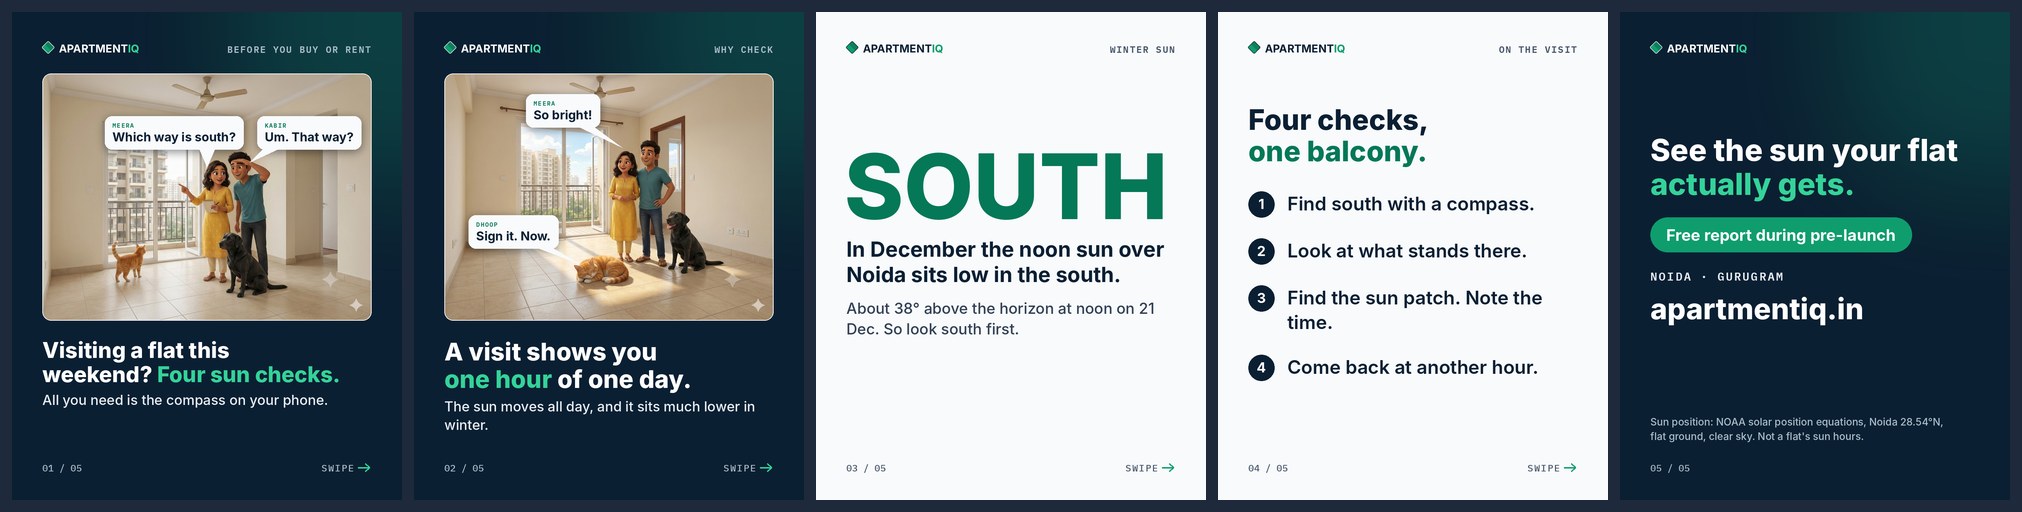 APARTMENTIQ
BEFORE YOU BUY OR RENT
MEERA
Which way is south?
KABIR
Um. That way?
Visiting a flat this
weekend? Four sun checks.
All you need is the compass on your phone.
01 / 05
SWIPE
APARTMENTIQ
WHY CHECK
MEERA
So bright!
DHOOP
Sign it. Now.
A visit shows you
one hour of one day.
The sun moves all day, and it sits much lower in
winter.
02 / 05
SWIPE
APARTMENTIQ
WINTER SUN
SOUTH
In December the noon sun over
Noida sits low in the south.
About 38° above the horizon at noon on 21
Dec. So look south first.
03 / 05
SWIPE
APARTMENTIQ
ON THE VISIT
Four checks,
one balcony.
1 Find south with a compass.
2 Look at what stands there.
3 Find the sun patch. Note the
time.
4 Come back at another hour.
04 / 05
SWIPE
APARTMENTIQ
See the sun your flat
actually gets.
Free report during pre-launch
NOIDA · GURUGRAM
apartmentiq.in
Sun position: NOAA solar position equations, Noida 28.54°N,
flat ground, clear sky. Not a flat's sun hours.
05 / 05